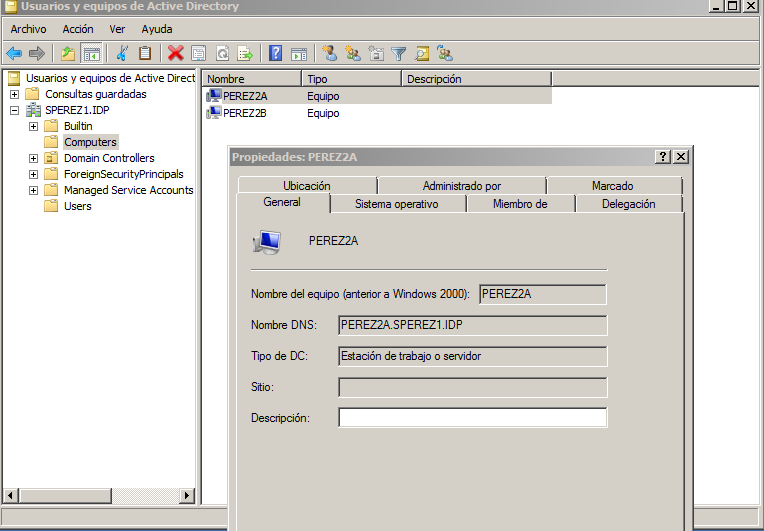 Usuarios y equipos de Active Directory
Archivo Acción Ver Ayuda
Usuarios y equipos de Active Direct
Consultas guardadas
SPEREZ1.IDP
Builtin
Computers
Domain Controllers
ForeignSecurityPrincipals
Managed Service Accounts
Users
Nombre Tipo Descripción
PEREZ2A Equipo
PEREZ2B Equipo
Propiedades: PEREZ2A
Ubicación Administrado por Marcado
General Sistema operativo Miembro de Delegación
PEREZ2A
Nombre del equipo (anterior a Windows 2000): PEREZ2A
Nombre DNS: PEREZ2A.SPEREZ1.IDP
Tipo de DC: Estación de trabajo o servidor
Sitio:
Descripción: